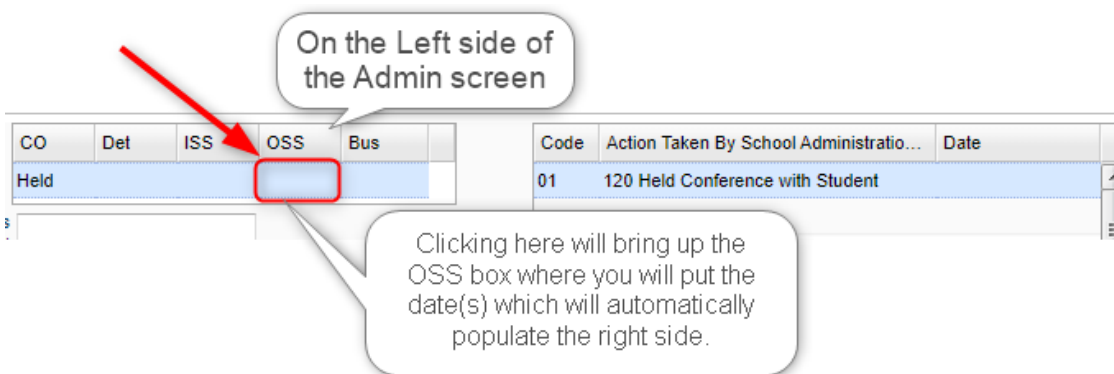 On the Left side of
the Admin screen
CO Det ISS OSS Bus
Held
Code Action Taken By School Administratio... Date
01 120 Held Conference with Student
Clicking here will bring up the
OSS box where you will put the
date(s) which will automatically
populate the right side.